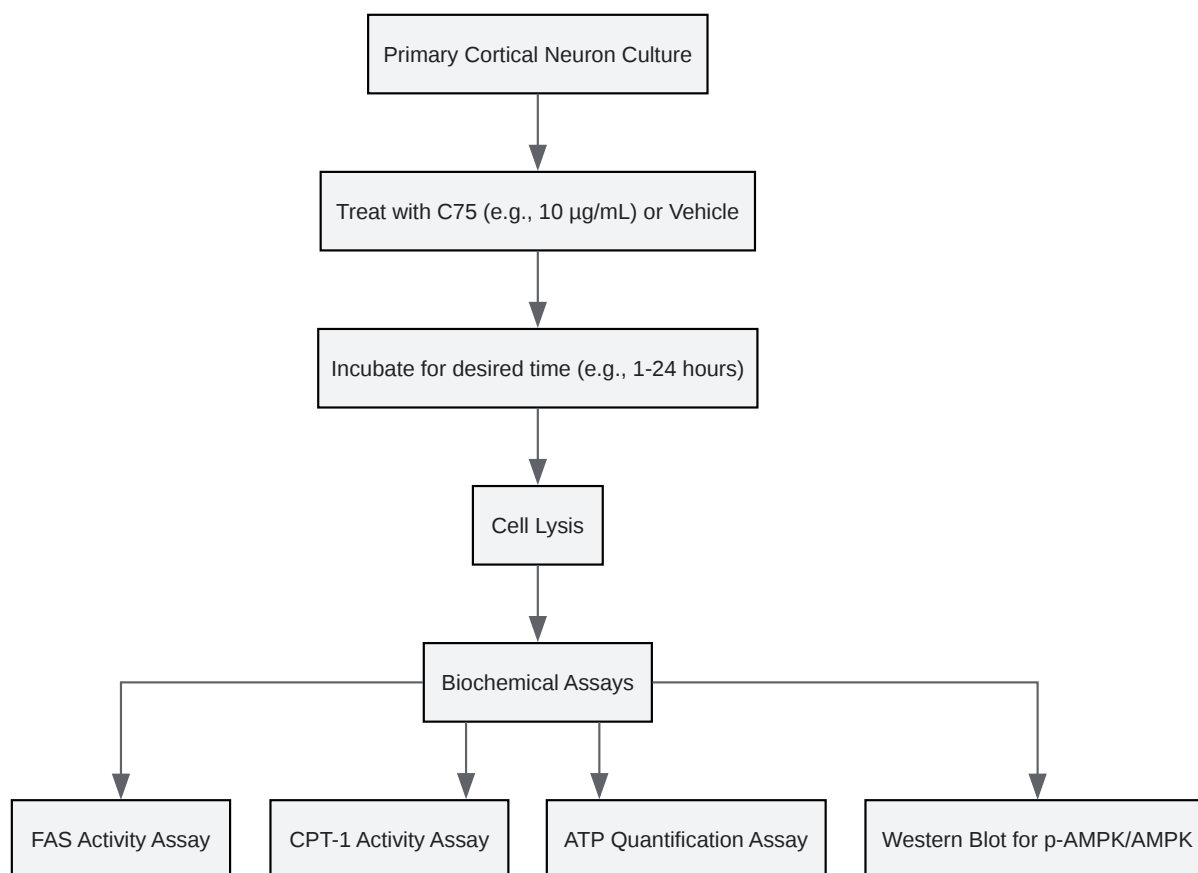 Primary Cortical Neuron Culture
Treat with C75 (e.g., 10 µg/mL) or Vehicle
Incubate for desired time (e.g., 1-24 hours)
Cell Lysis
Biochemical Assays
FAS Activity Assay
CPT-1 Activity Assay
ATP Quantification Assay
Western Blot for p-AMPK/AMPK